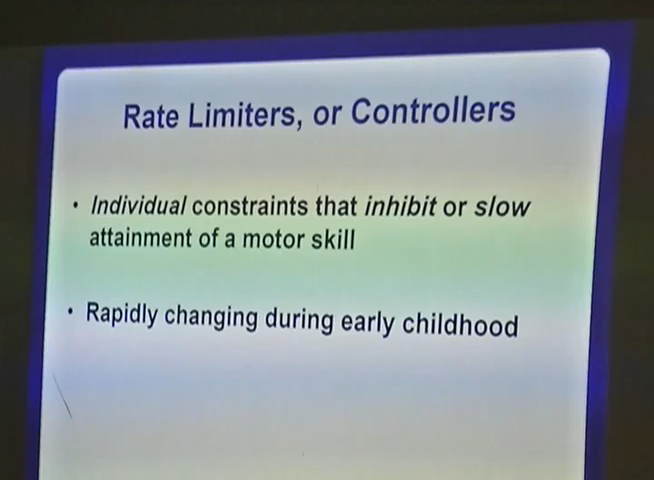 Rate Limiters, or Controllers
• Individual constraints that inhibit or slow
attainment of a motor skill
• Rapidly changing during early childhood